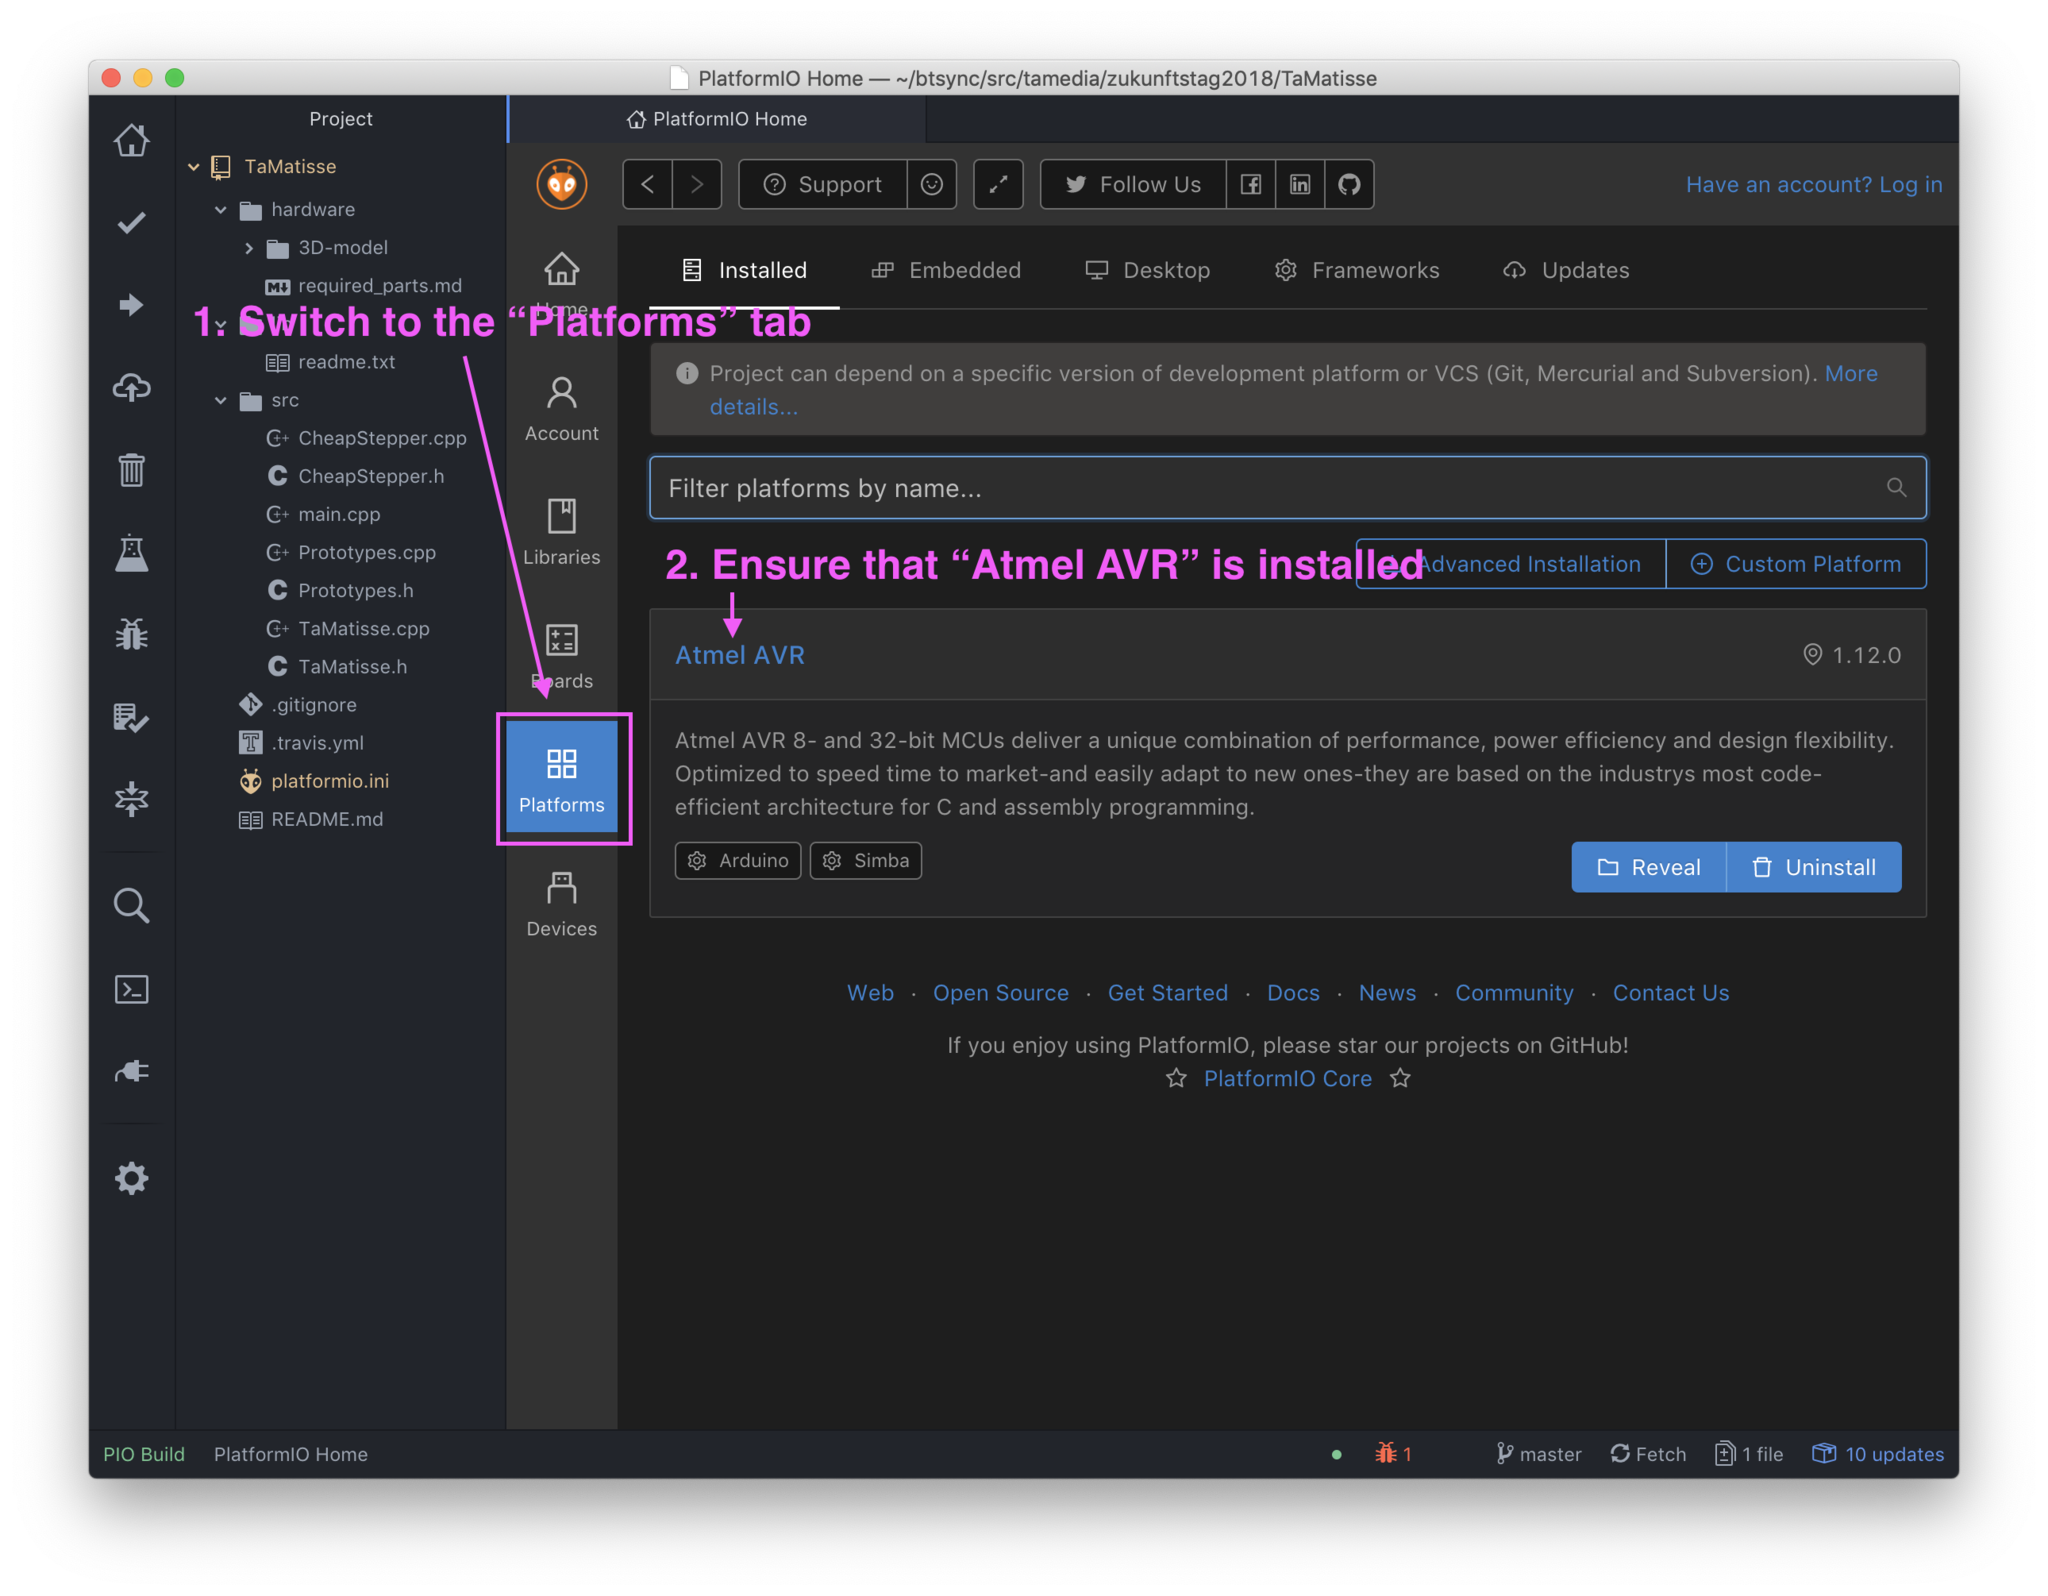 PlatformIO Home — ~/btsync/src/tamedia/zukunftstag2018/TaMatisse
Project
PlatformIO Home
TaMatisse
hardware
3D-model
required_parts.md
readme.txt
src
CheapStepper.cpp
CheapStepper.h
main.cpp
Prototypes.cpp
Prototypes.h
TaMatisse.cpp
TaMatisse.h
.gitignore
.travis.yml
platformio.ini
README.md
Support
Follow Us
Have an account? Log in
Home
Account
Libraries
Boards
Platforms
Devices
Installed
Embedded
Desktop
Frameworks
Updates
1. Switch to the “Platforms” tab
Project can depend on a specific version of development platform or VCS (Git, Mercurial and Subversion). More
details...
Filter platforms by name...
2. Ensure that “Atmel AVR” is installed
Advanced Installation
Custom Platform
Atmel AVR
1.12.0
Atmel AVR 8- and 32-bit MCUs deliver a unique combination of performance, power efficiency and design flexibility.
Optimized to speed time to market-and easily adapt to new ones-they are based on the industrys most code-
efficient architecture for C and assembly programming.
Arduino
Simba
Reveal
Uninstall
Web · Open Source · Get Started · Docs · News · Community · Contact Us
If you enjoy using PlatformIO, please star our projects on GitHub!
PlatformIO Core
PIO Build
PlatformIO Home
1
master
Fetch
1 file
10 updates